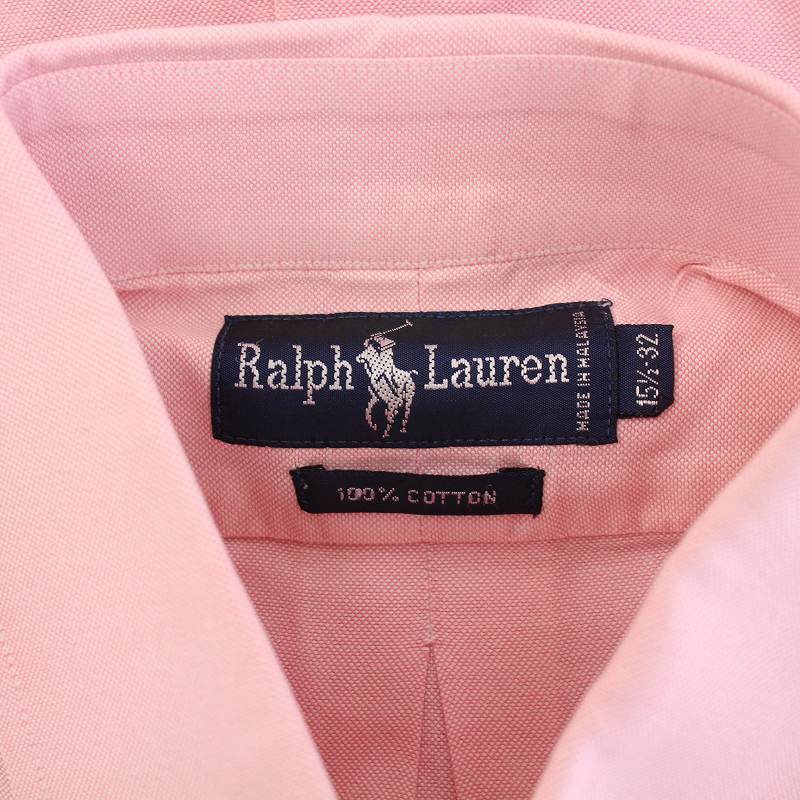 Ralph Lauren
MADE IN MALAYSIA
15½ 32
100% COTTON